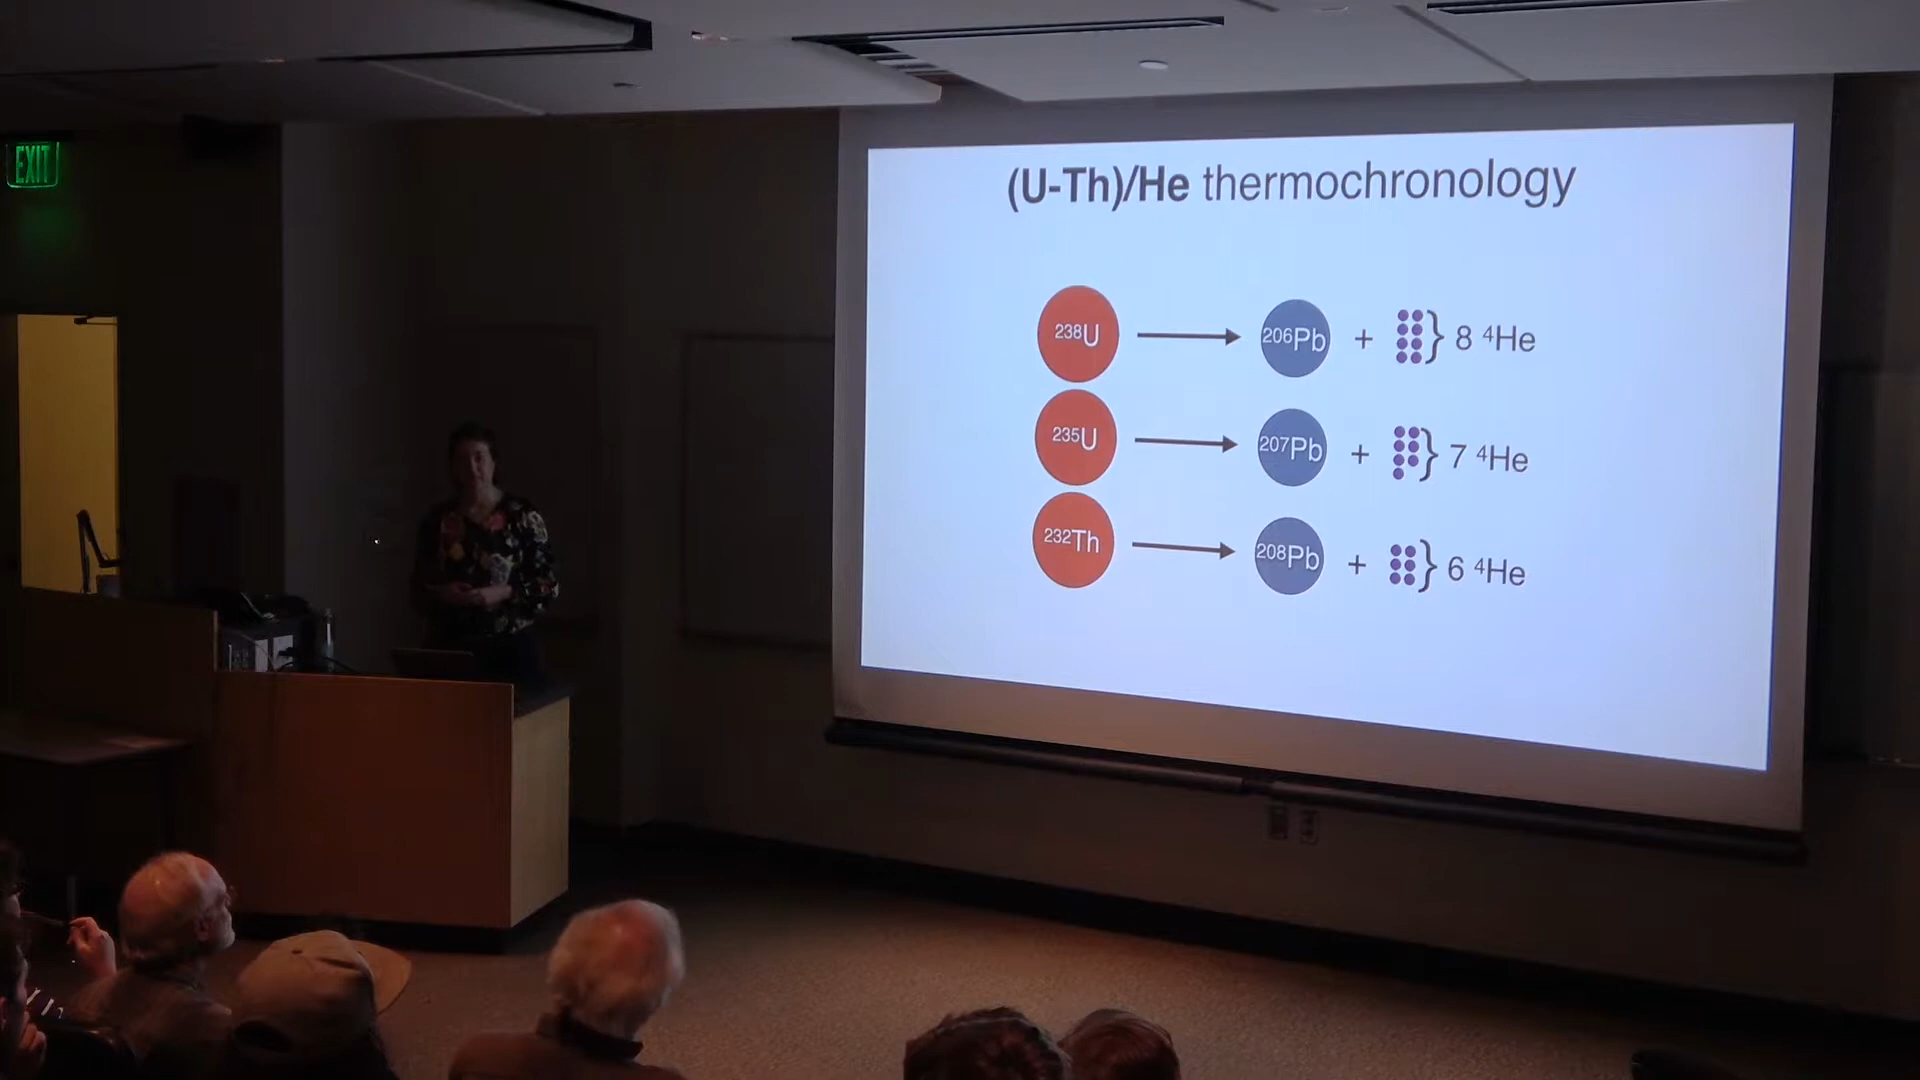 EXIT
(U-Th)/He thermochronology
²³⁸U → ²⁰⁶Pb + } 8 ⁴He
²³⁵U → ²⁰⁷Pb + } 7 ⁴He
²³²Th → ²⁰⁸Pb + } 6 ⁴He